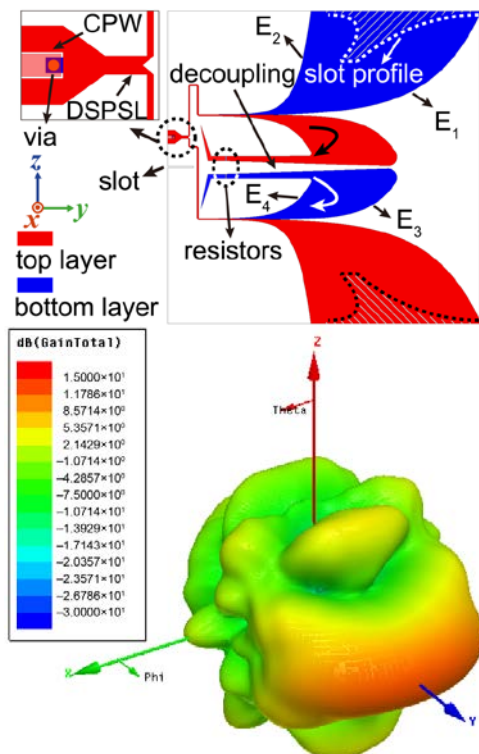 CPW
DSPSL
via
z
x
y
top layer
bottom layer
E2
decoupling slot profile
E1
slot
E4
E3
resistors
dB(GainTotal)
1.5000×10¹
1.1786×10¹
8.5714×10⁰
5.3571×10⁰
2.1429×10⁰
−1.0714×10⁰
−4.2857×10⁰
−7.5000×10⁰
−1.0714×10¹
−1.3929×10¹
−1.7143×10¹
−2.0357×10¹
−2.3571×10¹
−2.6786×10¹
−3.0000×10¹
Z
Theta
Phi
Y